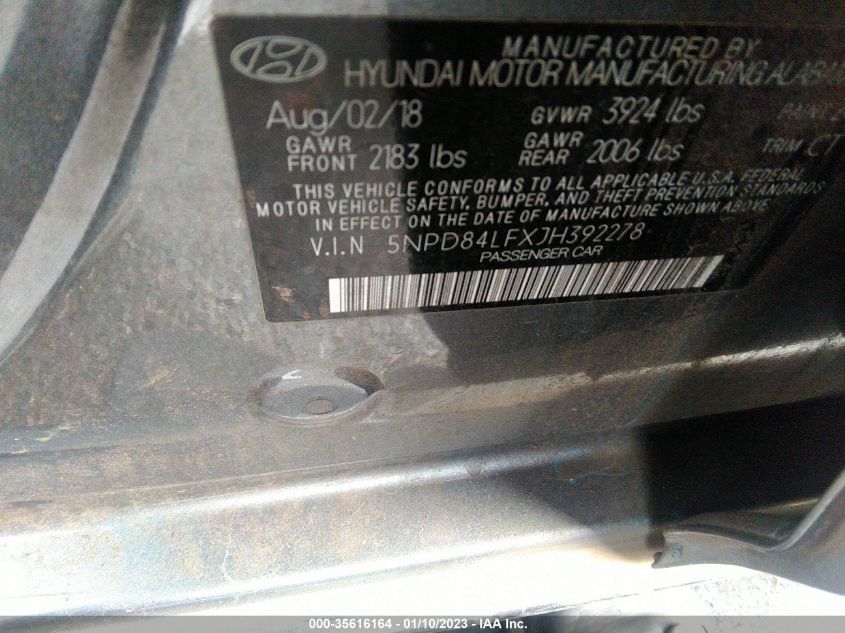 MANUFACTURED BY
HYUNDAI MOTOR MANUFACTURING
Aug/02/18
GVWR 3924 lbs
GAWR FRONT 2183 lbs
GAWR REAR 2006 lbs
TRIM CT
THIS VEHICLE CONFORMS TO ALL APPLICABLE U.S.A. FEDERAL
MOTOR VEHICLE SAFETY, BUMPER, AND THEFT PREVENTION STANDARDS
IN EFFECT ON THE DATE OF MANUFACTURE SHOWN ABOVE
V.I.N 5NPD84LFXJH392278
PASSENGER CAR
000-35616164 — 01/10/2023 — © IAA, Inc.